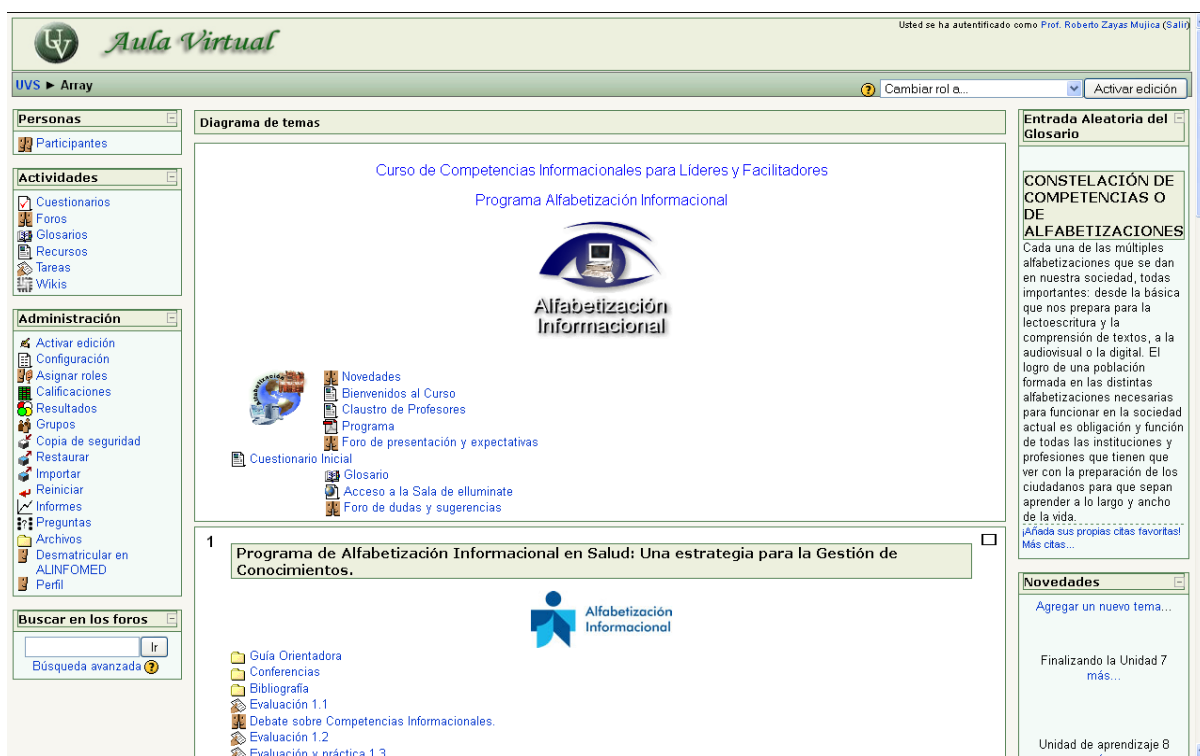 UV
Aula Virtual
Usted se ha autentificado como Prof. Roberto Zayas Mujica (Salir)
UVS ► Array
Cambiar rol a...
Activar edición
Personas
Participantes
Actividades
Cuestionarios
Foros
Glosarios
Recursos
Tareas
Wikis
Administración
Activar edición
Configuración
Asignar roles
Calificaciones
Resultados
Grupos
Copia de seguridad
Restaurar
Importar
Reiniciar
Informes
Preguntas
Archivos
Desmatricular en
ALINFOMED
Perfil
Buscar en los foros
Ir
Búsqueda avanzada
Diagrama de temas
Curso de Competencias Informacionales para Líderes y Facilitadores
Programa Alfabetización Informacional
Alfabetización
Informacional
Novedades
Bienvenidos al Curso
Claustro de Profesores
Programa
Foro de presentación y expectativas
Cuestionario Inicial
Glosario
Acceso a la Sala de elluminate
Foro de dudas y sugerencias
1
Programa de Alfabetización Informacional en Salud: Una estrategia para la Gestión de
Conocimientos.
Alfabetización
Informacional
Guía Orientadora
Conferencias
Bibliografía
Evaluación 1.1
Debate sobre Competencias Informacionales.
Evaluación 1.2
Evaluación y práctica 1.3
Entrada Aleatoria del
Glosario
CONSTELACIÓN DE
COMPETENCIAS O
DE
ALFABETIZACIONES
Cada una de las múltiples
alfabetizaciones que se dan
en nuestra sociedad, todas
importantes: desde la básica
que nos prepara para la
lectoescritura y la
comprensión de textos, a la
audiovisual o la digital. El
logro de una población
formada en las distintas
alfabetizaciones necesarias
para funcionar en la sociedad
actual es obligación y función
de todas las instituciones y
profesiones que tienen que
ver con la preparación de los
ciudadanos para que sepan
aprender a lo largo y ancho
de la vida.
¡Añada sus propias citas favoritas!
Más citas...
Novedades
Agregar un nuevo tema...
Finalizando la Unidad 7
más...
Unidad de aprendizaje 8